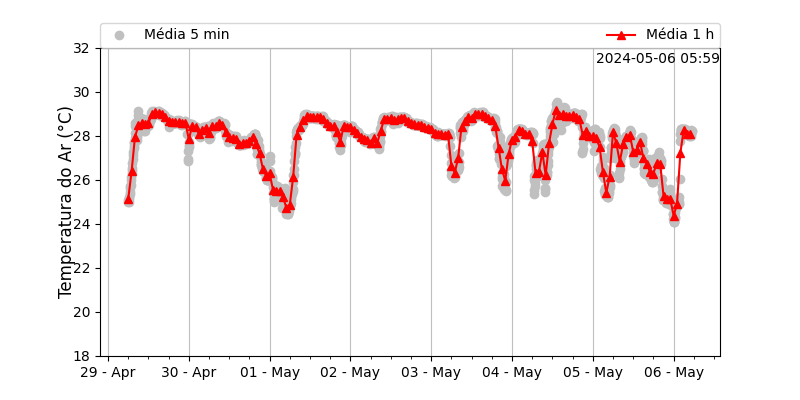 Média 5 min
Média 1 h
2024-05-06 05:59
Temperatura do Ar (°C)
32
30
28
26
24
22
20
18
29 - Apr
30 - Apr
01 - May
02 - May
03 - May
04 - May
05 - May
06 - May